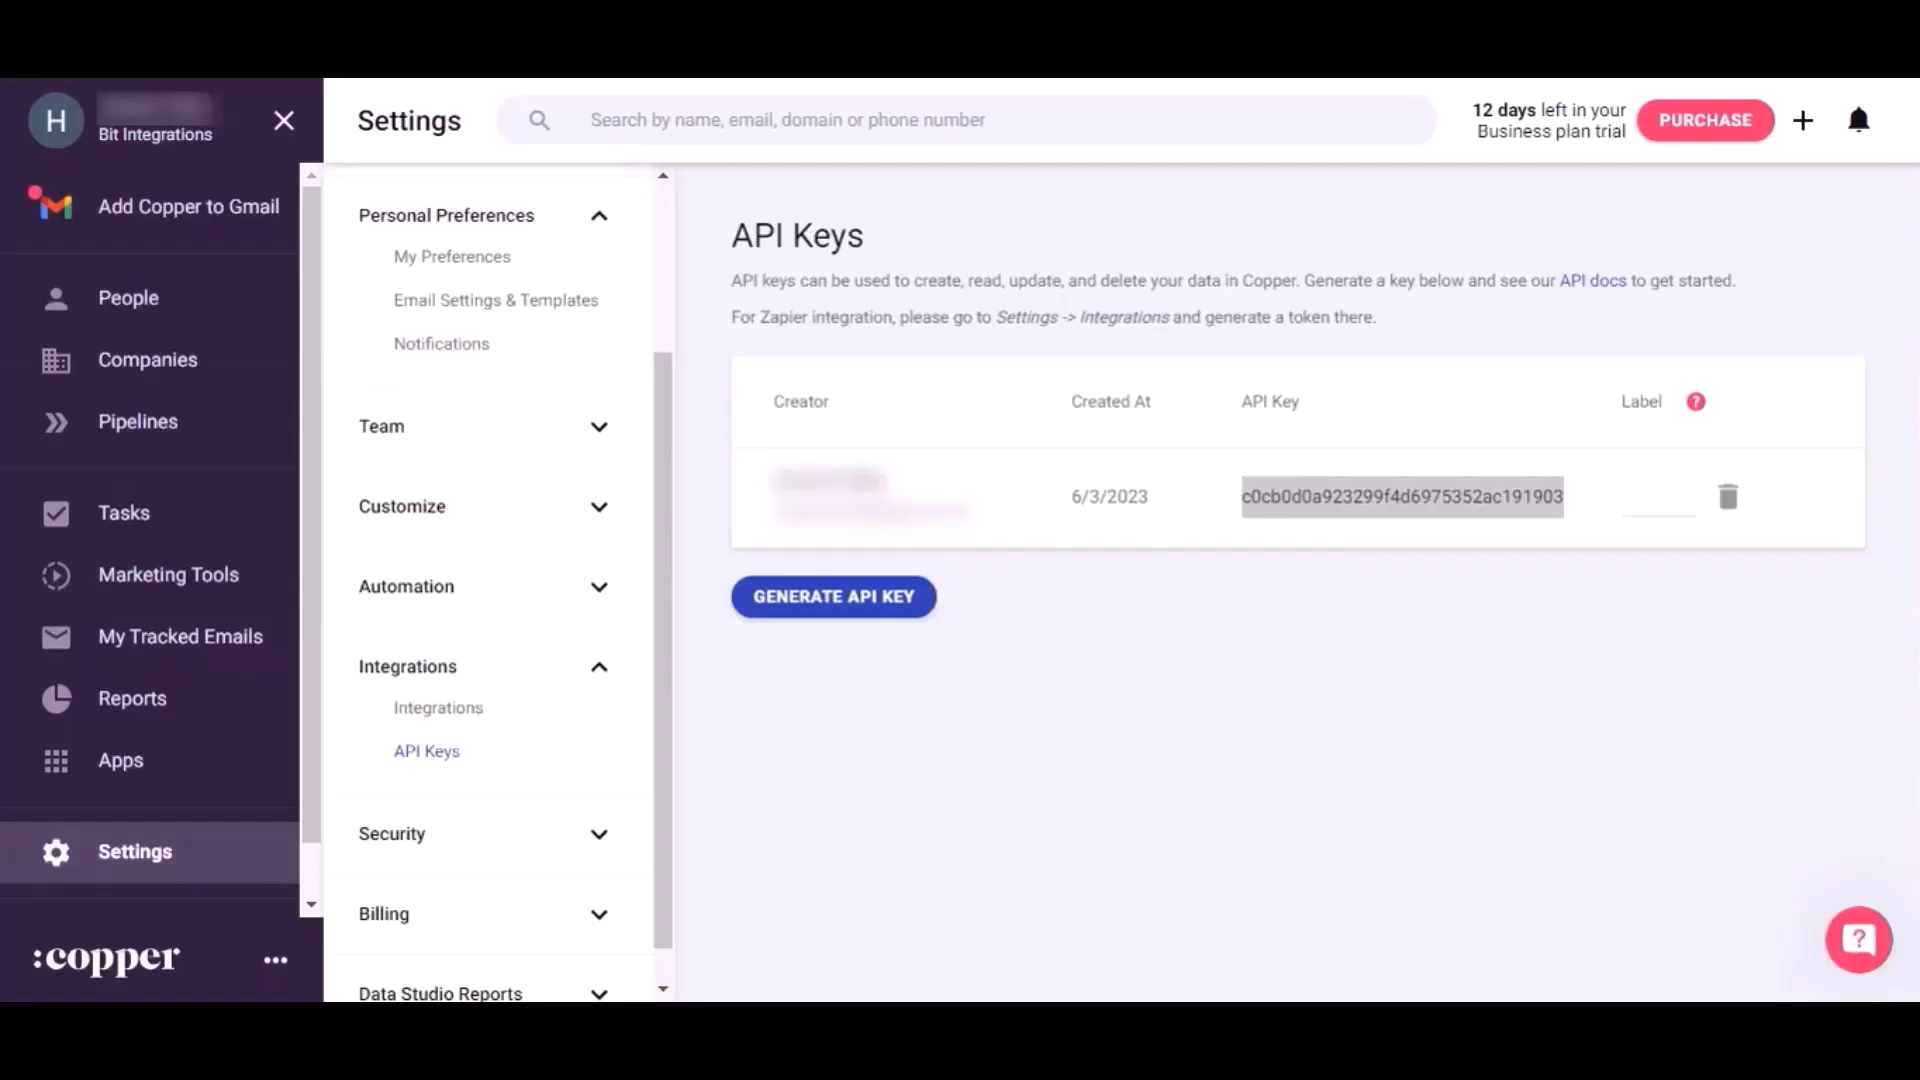 H
Bit Integrations
Add Copper to Gmail
People
Companies
Pipelines
Tasks
Marketing Tools
My Tracked Emails
Reports
Apps
Settings
:copper
Settings
Search by name, email, domain or phone number
12 days left in your
Business plan trial
PURCHASE
Personal Preferences
My Preferences
Email Settings & Templates
Notifications
Team
Customize
Automation
Integrations
Integrations
API Keys
Security
Billing
Data Studio Reports
API Keys
API keys can be used to create, read, update, and delete your data in Copper. Generate a key below and see our API docs to get started.
For Zapier integration, please go to Settings -> Integrations and generate a token there.
Creator Created At API Key Label ?
6/3/2023 c0cb0d0a923299f4d6975352ac191903
GENERATE API KEY
?